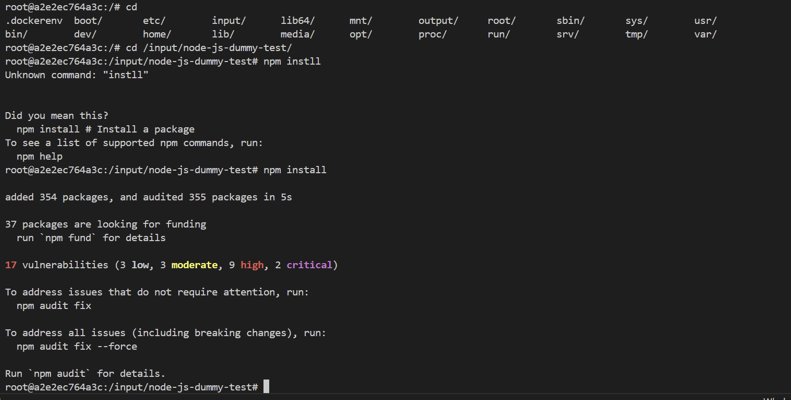 root@a2e2ec764a3c:/# cd
.dockerenv boot/ etc/ input/ lib64/ mnt/ output/ root/ sbin/ sys/ usr/
bin/ dev/ home/ lib/ media/ opt/ proc/ run/ srv/ tmp/ var/
root@a2e2ec764a3c:/# cd /input/node-js-dummy-test/
root@a2e2ec764a3c:/input/node-js-dummy-test# npm instll
Unknown command: "instll"
Did you mean this?
npm install # Install a package
To see a list of supported npm commands, run:
npm help
root@a2e2ec764a3c:/input/node-js-dummy-test# npm install
added 354 packages, and audited 355 packages in 5s
37 packages are looking for funding
run `npm fund` for details
17 vulnerabilities (3 low, 3 moderate, 9 high, 2 critical)
To address issues that do not require attention, run:
npm audit fix
To address all issues (including breaking changes), run:
npm audit fix --force
Run `npm audit` for details.
root@a2e2ec764a3c:/input/node-js-dummy-test#